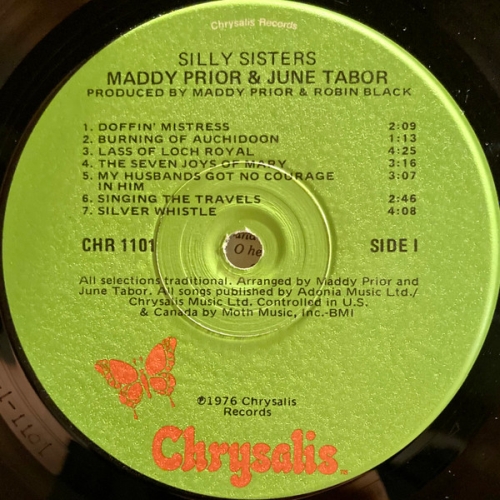 Chrysalis Records
SILLY SISTERS
MADDY PRIOR & JUNE TABOR
PRODUCED BY MADDY PRIOR & ROBIN BLACK
1. DOFFIN' MISTRESS 2:09
2. BURNING OF AUCHIDOON 1:13
3. LASS OF LOCH ROYAL 4:25
4. THE SEVEN JOYS OF MARY 3:16
5. MY HUSBANDS GOT NO COURAGE 3:07
IN HIM
6. SINGING THE TRAVELS 2:46
7. SILVER WHISTLE 4:08
CHR 1101 SIDE I
O he
All selections traditional. Arranged by Maddy Prior and
June Tabor. All songs published by Adonia Music Ltd./
Chrysalis Music Ltd. Controlled in U.S.
& Canada by Moth Music, Inc.-BMI
℗1976 Chrysalis
Records
Chrysalis